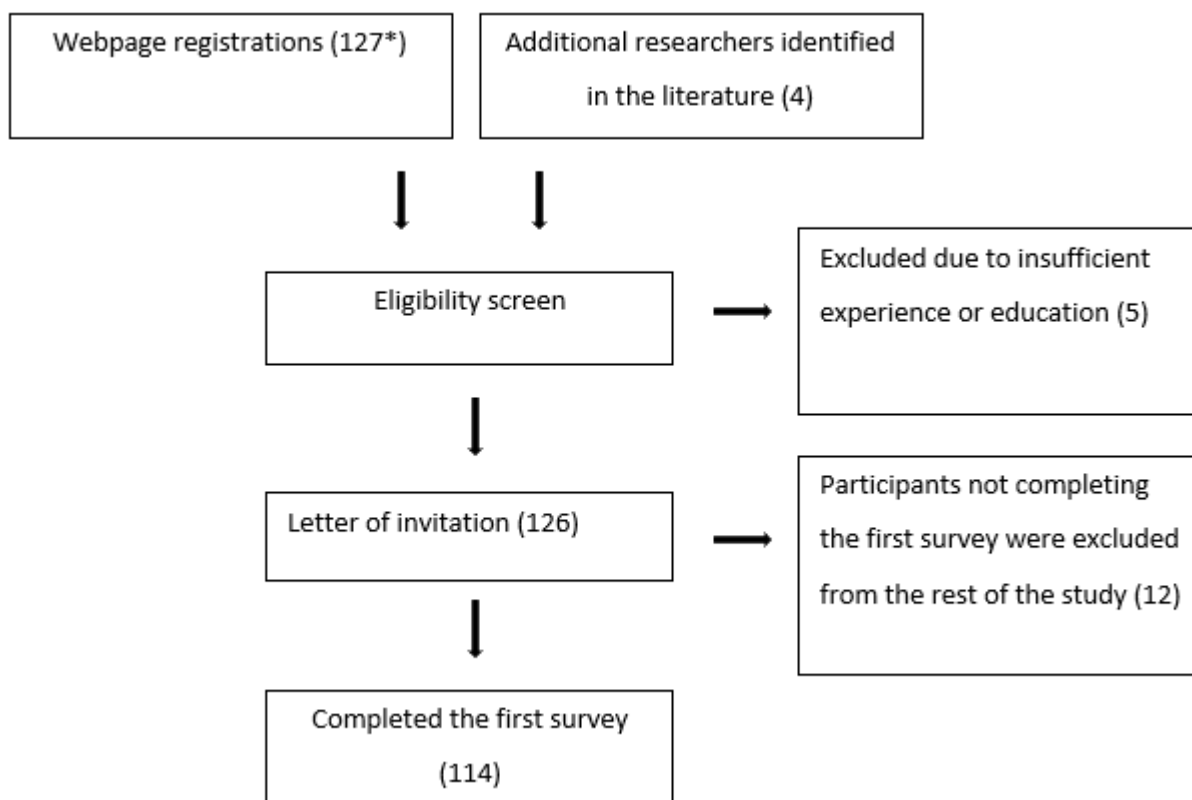 Webpage registrations (127*)
Additional researchers identified
in the literature (4)
Eligibility screen
Excluded due to insufficient
experience or education (5)
Letter of invitation (126)
Participants not completing
the first survey were excluded
from the rest of the study (12)
Completed the first survey
(114)